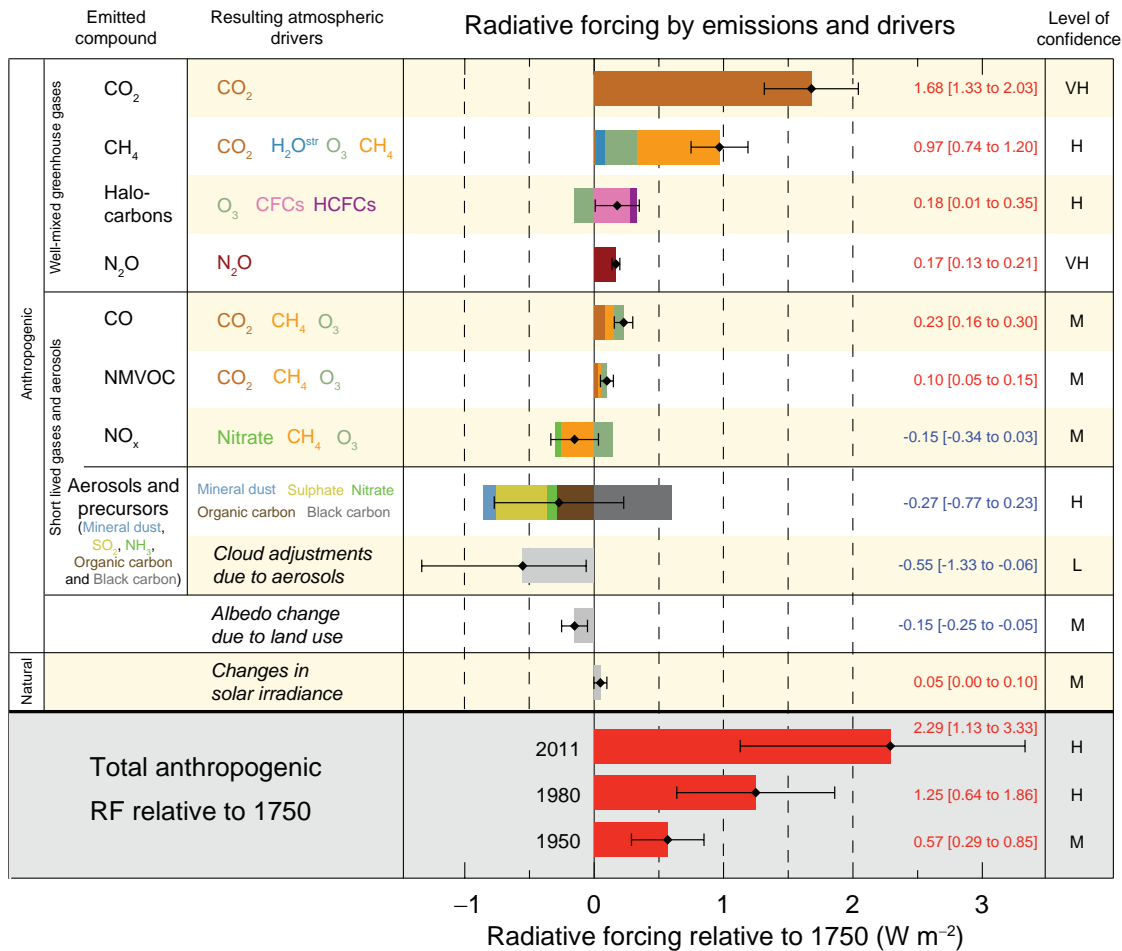 Emitted compound
Resulting atmospheric drivers
Radiative forcing by emissions and drivers
Level of confidence
Anthropogenic
Well-mixed greenhouse gases
CO₂
CO₂
1.68 [1.33 to 2.03]
VH
CH₄
CO₂ H₂Oˢᵗʳ O₃ CH₄
0.97 [0.74 to 1.20]
H
Halo-
carbons
O₃ CFCs HCFCs
0.18 [0.01 to 0.35]
H
N₂O
N₂O
0.17 [0.13 to 0.21]
VH
Short lived gases and aerosols
CO
CO₂ CH₄ O₃
0.23 [0.16 to 0.30]
M
NMVOC
CO₂ CH₄ O₃
0.10 [0.05 to 0.15]
M
NOₓ
Nitrate CH₄ O₃
-0.15 [-0.34 to 0.03]
M
Aerosols and
precursors
(Mineral dust,
SO₂, NH₃,
Organic carbon
and Black carbon)
Mineral dust Sulphate Nitrate
Organic carbon Black carbon
-0.27 [-0.77 to 0.23]
H
Cloud adjustments
due to aerosols
-0.55 [-1.33 to -0.06]
L
Albedo change
due to land use
-0.15 [-0.25 to -0.05]
M
Natural
Changes in
solar irradiance
0.05 [0.00 to 0.10]
M
Total anthropogenic
RF relative to 1750
2011
2.29 [1.13 to 3.33]
H
1980
1.25 [0.64 to 1.86]
H
1950
0.57 [0.29 to 0.85]
M
−1 0 1 2 3
Radiative forcing relative to 1750 (W m⁻²)